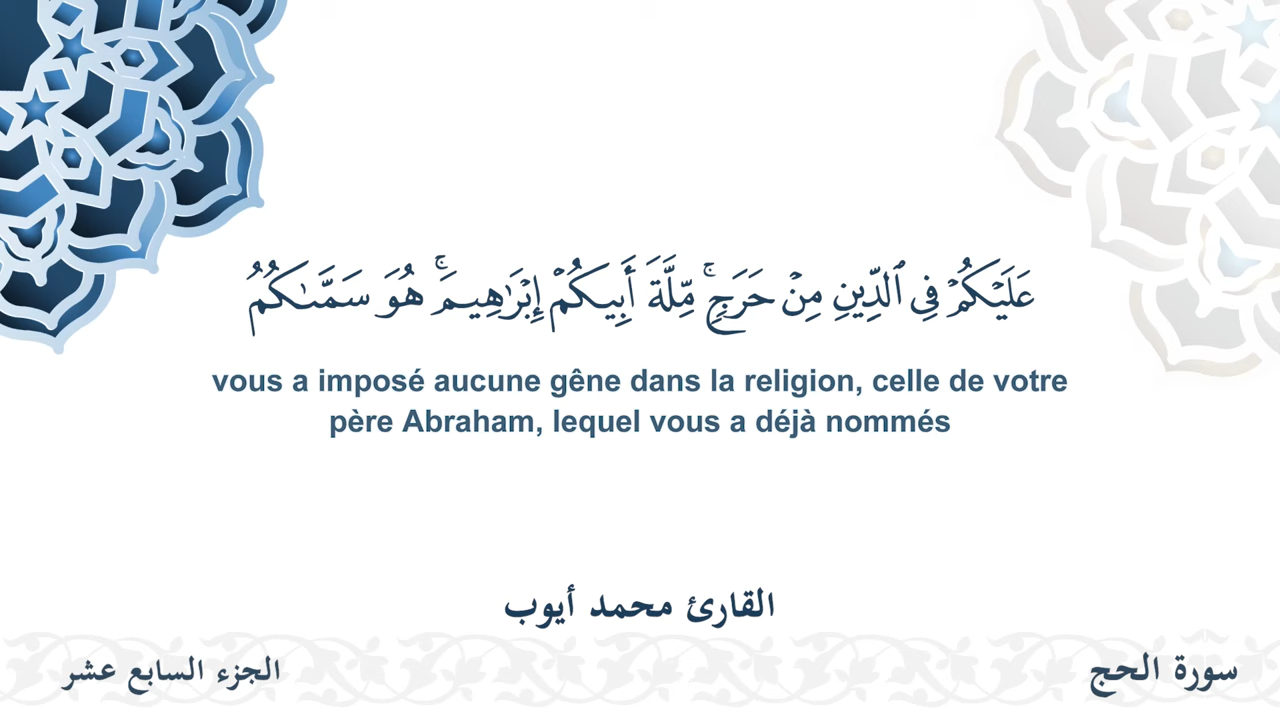 عَلَيْكُمْ فِى ٱلدِّينِ مِنْ حَرَجٍ ۚ مِّلَّةَ أَبِيكُمْ إِبْرَٰهِيمَ ۚ هُوَ سَمَّىٰكُمُ
vous a imposé aucune gêne dans la religion, celle de votre
père Abraham, lequel vous a déjà nommés
القارئ محمد أيوب
سورة الحج
الجزء السابع عشر